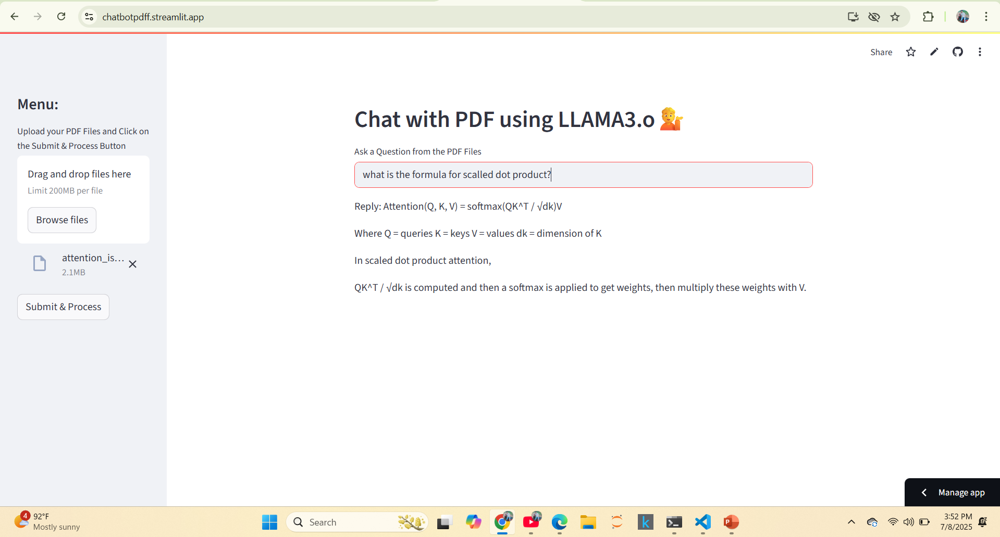 chatbotpdff.streamlit.app
Share
Menu:
Upload your PDF Files and Click on
the Submit & Process Button
Drag and drop files here
Limit 200MB per file
Browse files
attention_is...
2.1MB
Submit & Process
Chat with PDF using LLAMA3.o
Ask a Question from the PDF Files
what is the formula for scalled dot product?
Reply: Attention(Q, K, V) = softmax(QK^T / √dk)V
Where Q = queries K = keys V = values dk = dimension of K
In scaled dot product attention,
QK^T / √dk is computed and then a softmax is applied to get weights, then multiply these weights with V.
Manage app
4
92°F
Mostly sunny
Search
k
P
3:52 PM
7/8/2025